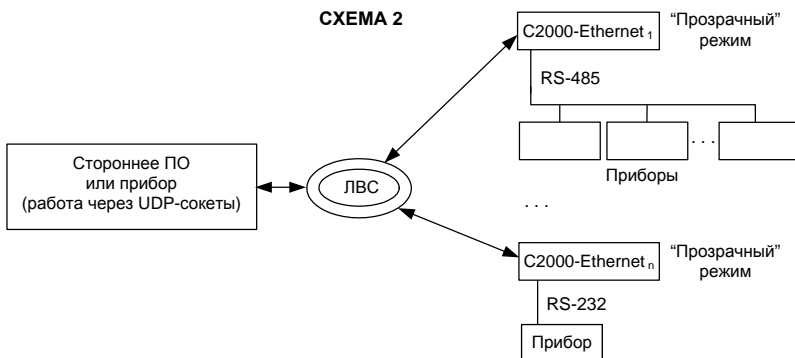 СХЕМА 2
С2000-Ethernet 1
"Прозрачный"
режим
RS-485
. . .
Приборы
Стороннее ПО
или прибор
(работа через UDP-сокеты)
ЛВС
. . .
С2000-Ethernet n
"Прозрачный"
режим
RS-232
Прибор